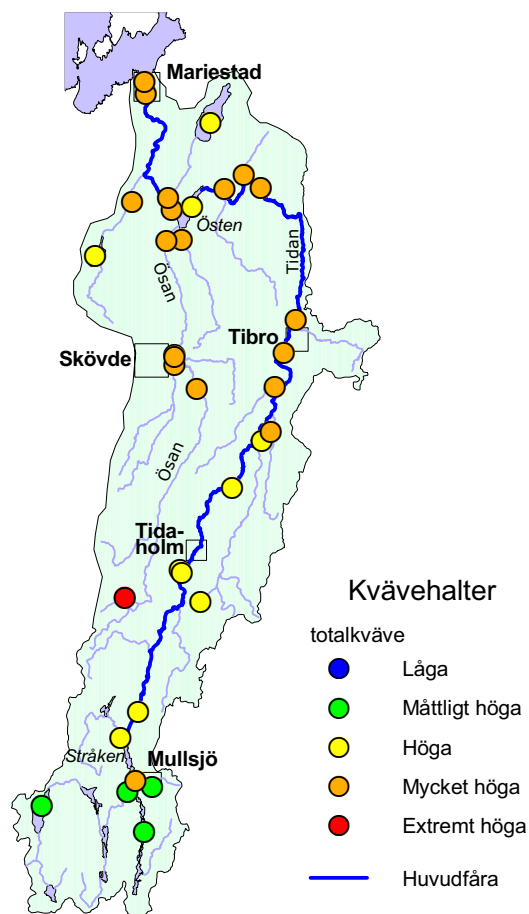 Mariestad
Östen
Ösan
Tidan
Tibro
Skövde
Ösan
Tida-
holm
Kvävehalter
totalkväve
Låga
Måttligt höga
Höga
Mycket höga
Extremt höga
Huvudfåra
Stråken
Mullsjö